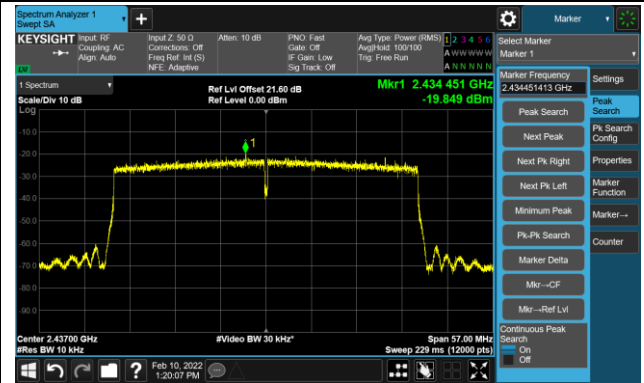 Spectrum Analyzer 1
Swept SA
Marker
KEYSIGHT
Input: RF
Coupling: AC
Align: Auto
Input Z: 50 Ω
Corrections: Off
Freq Ref: Int (S)
NFE: Adaptive
Atten: 10 dB
PNO: Fast
Gate: Off
IF Gain: Low
Sig Track: Off
Avg Type: Power (RMS)
Avg|Hold: 100/100
Trig: Free Run
1 2 3 4 5 6
A W W W W W
A N N N N N
Select Marker
Marker 1
1 Spectrum
Scale/Div 10 dB
Log
Ref Lvl Offset 21.60 dB
Ref Level 0.00 dBm
Mkr1 2.434 451 GHz
-19.849 dBm
Marker Frequency
2.434451413 GHz
Settings
Peak Search
Next Peak
Next Pk Right
Next Pk Left
Minimum Peak
Pk-Pk Search
Marker Delta
Mkr→CF
Mkr→Ref Lvl
Continuous Peak
Search
On
Off
Peak
Search
Pk Search
Config
Properties
Marker
Function
Marker→
Counter
1
-10.0
-20.0
-30.0
-40.0
-50.0
-60.0
-70.0
-80.0
-90.0
Center 2.43700 GHz
#Res BW 10 kHz
#Video BW 30 kHz*
Span 57.00 MHz
Sweep 229 ms (12000 pts)
Feb 10, 2022
1:20:07 PM